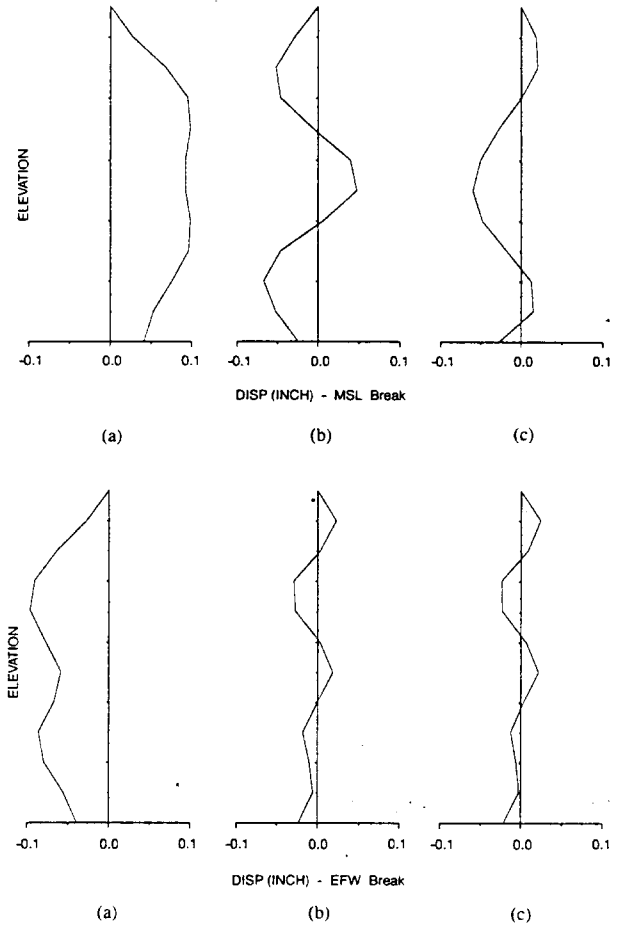 ELEVATION
-0.1 0.0 0.1 -0.1 0.0 0.1 -0.1 0.0 0.1
DISP (INCH) - MSL Break
(a) (b) (c)
ELEVATION
-0.1 0.0 0.1 -0.1 0.0 0.1 -0.1 0.0 0.1
DISP (INCH) - EFW Break
(a) (b) (c)